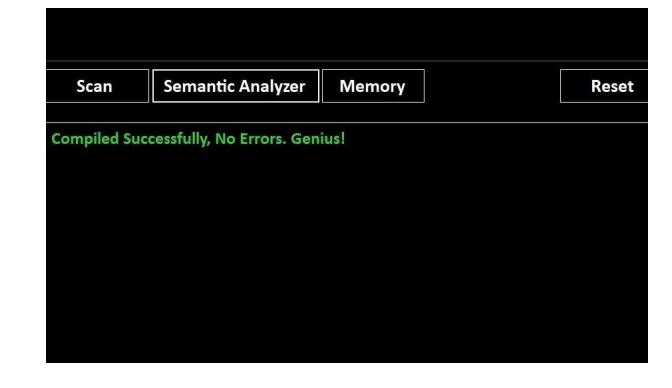 Scan Semantic Analyzer Memory Reset
Compiled Successfully, No Errors. Genius!